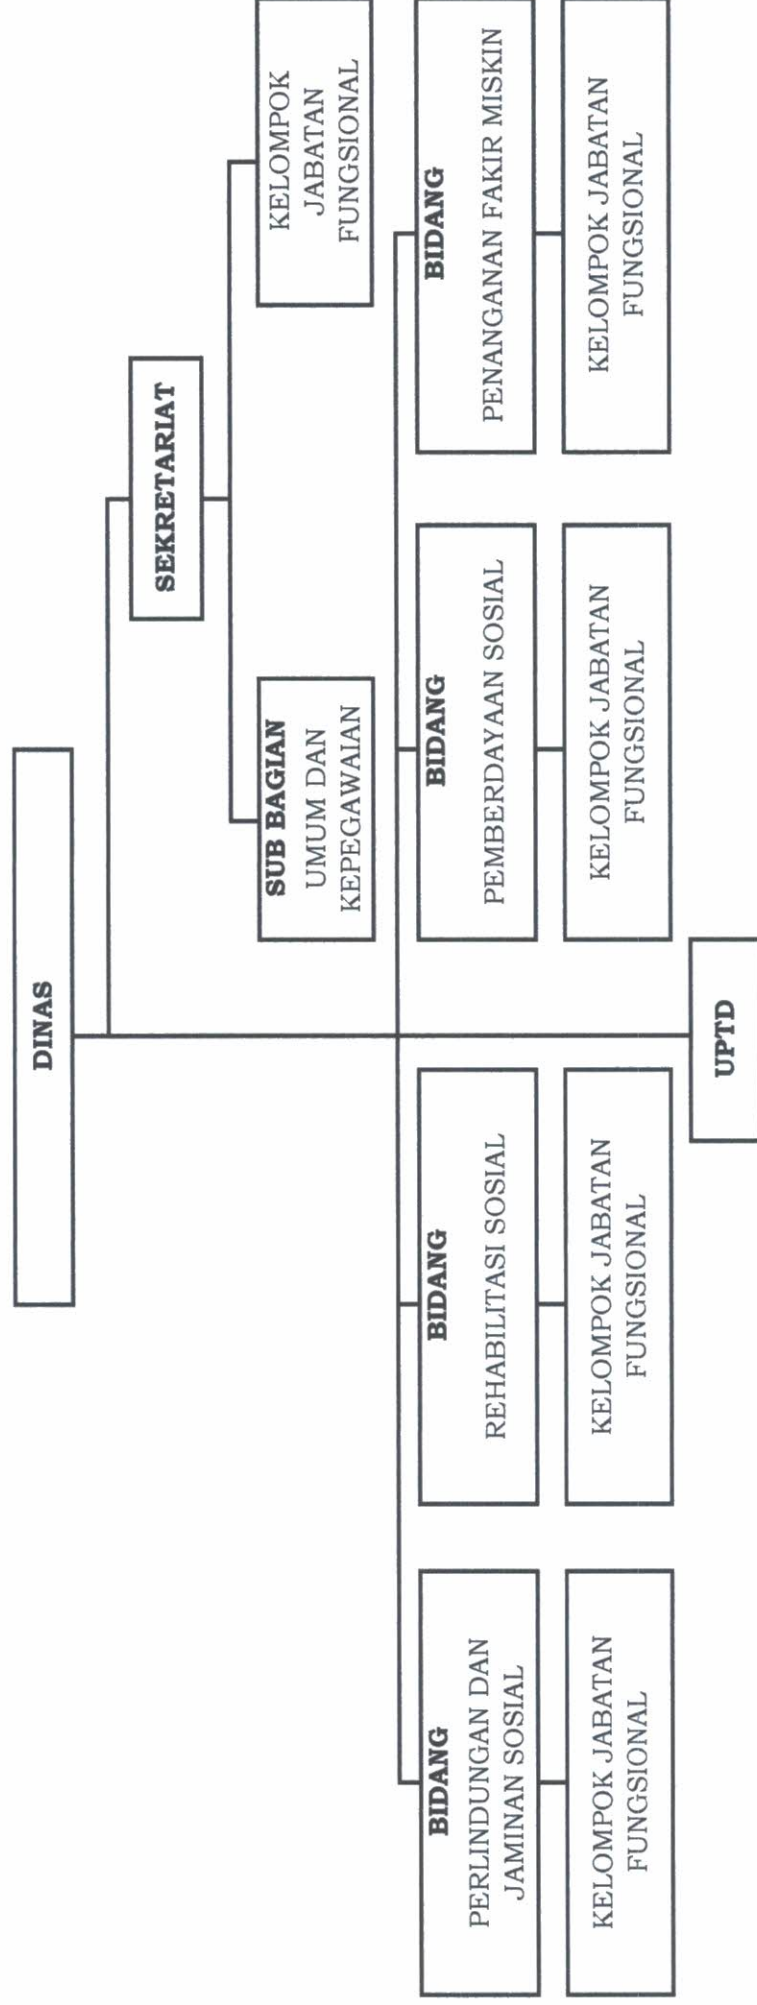 DINAS
SEKRETARIAT
SUB BAGIAN
UMUM DAN
KEPEGAWAIAN
KELOMPOK
JABATAN
FUNGSIONAL
BIDANG
PERLINDUNGAN DAN
JAMINAN SOSIAL
BIDANG
REHABILITASI SOSIAL
BIDANG
PEMBERDAYAAN SOSIAL
BIDANG
PENANGANAN FAKIR MISKIN
KELOMPOK JABATAN
FUNGSIONAL
KELOMPOK JABATAN
FUNGSIONAL
KELOMPOK JABATAN
FUNGSIONAL
KELOMPOK JABATAN
FUNGSIONAL
UPTD